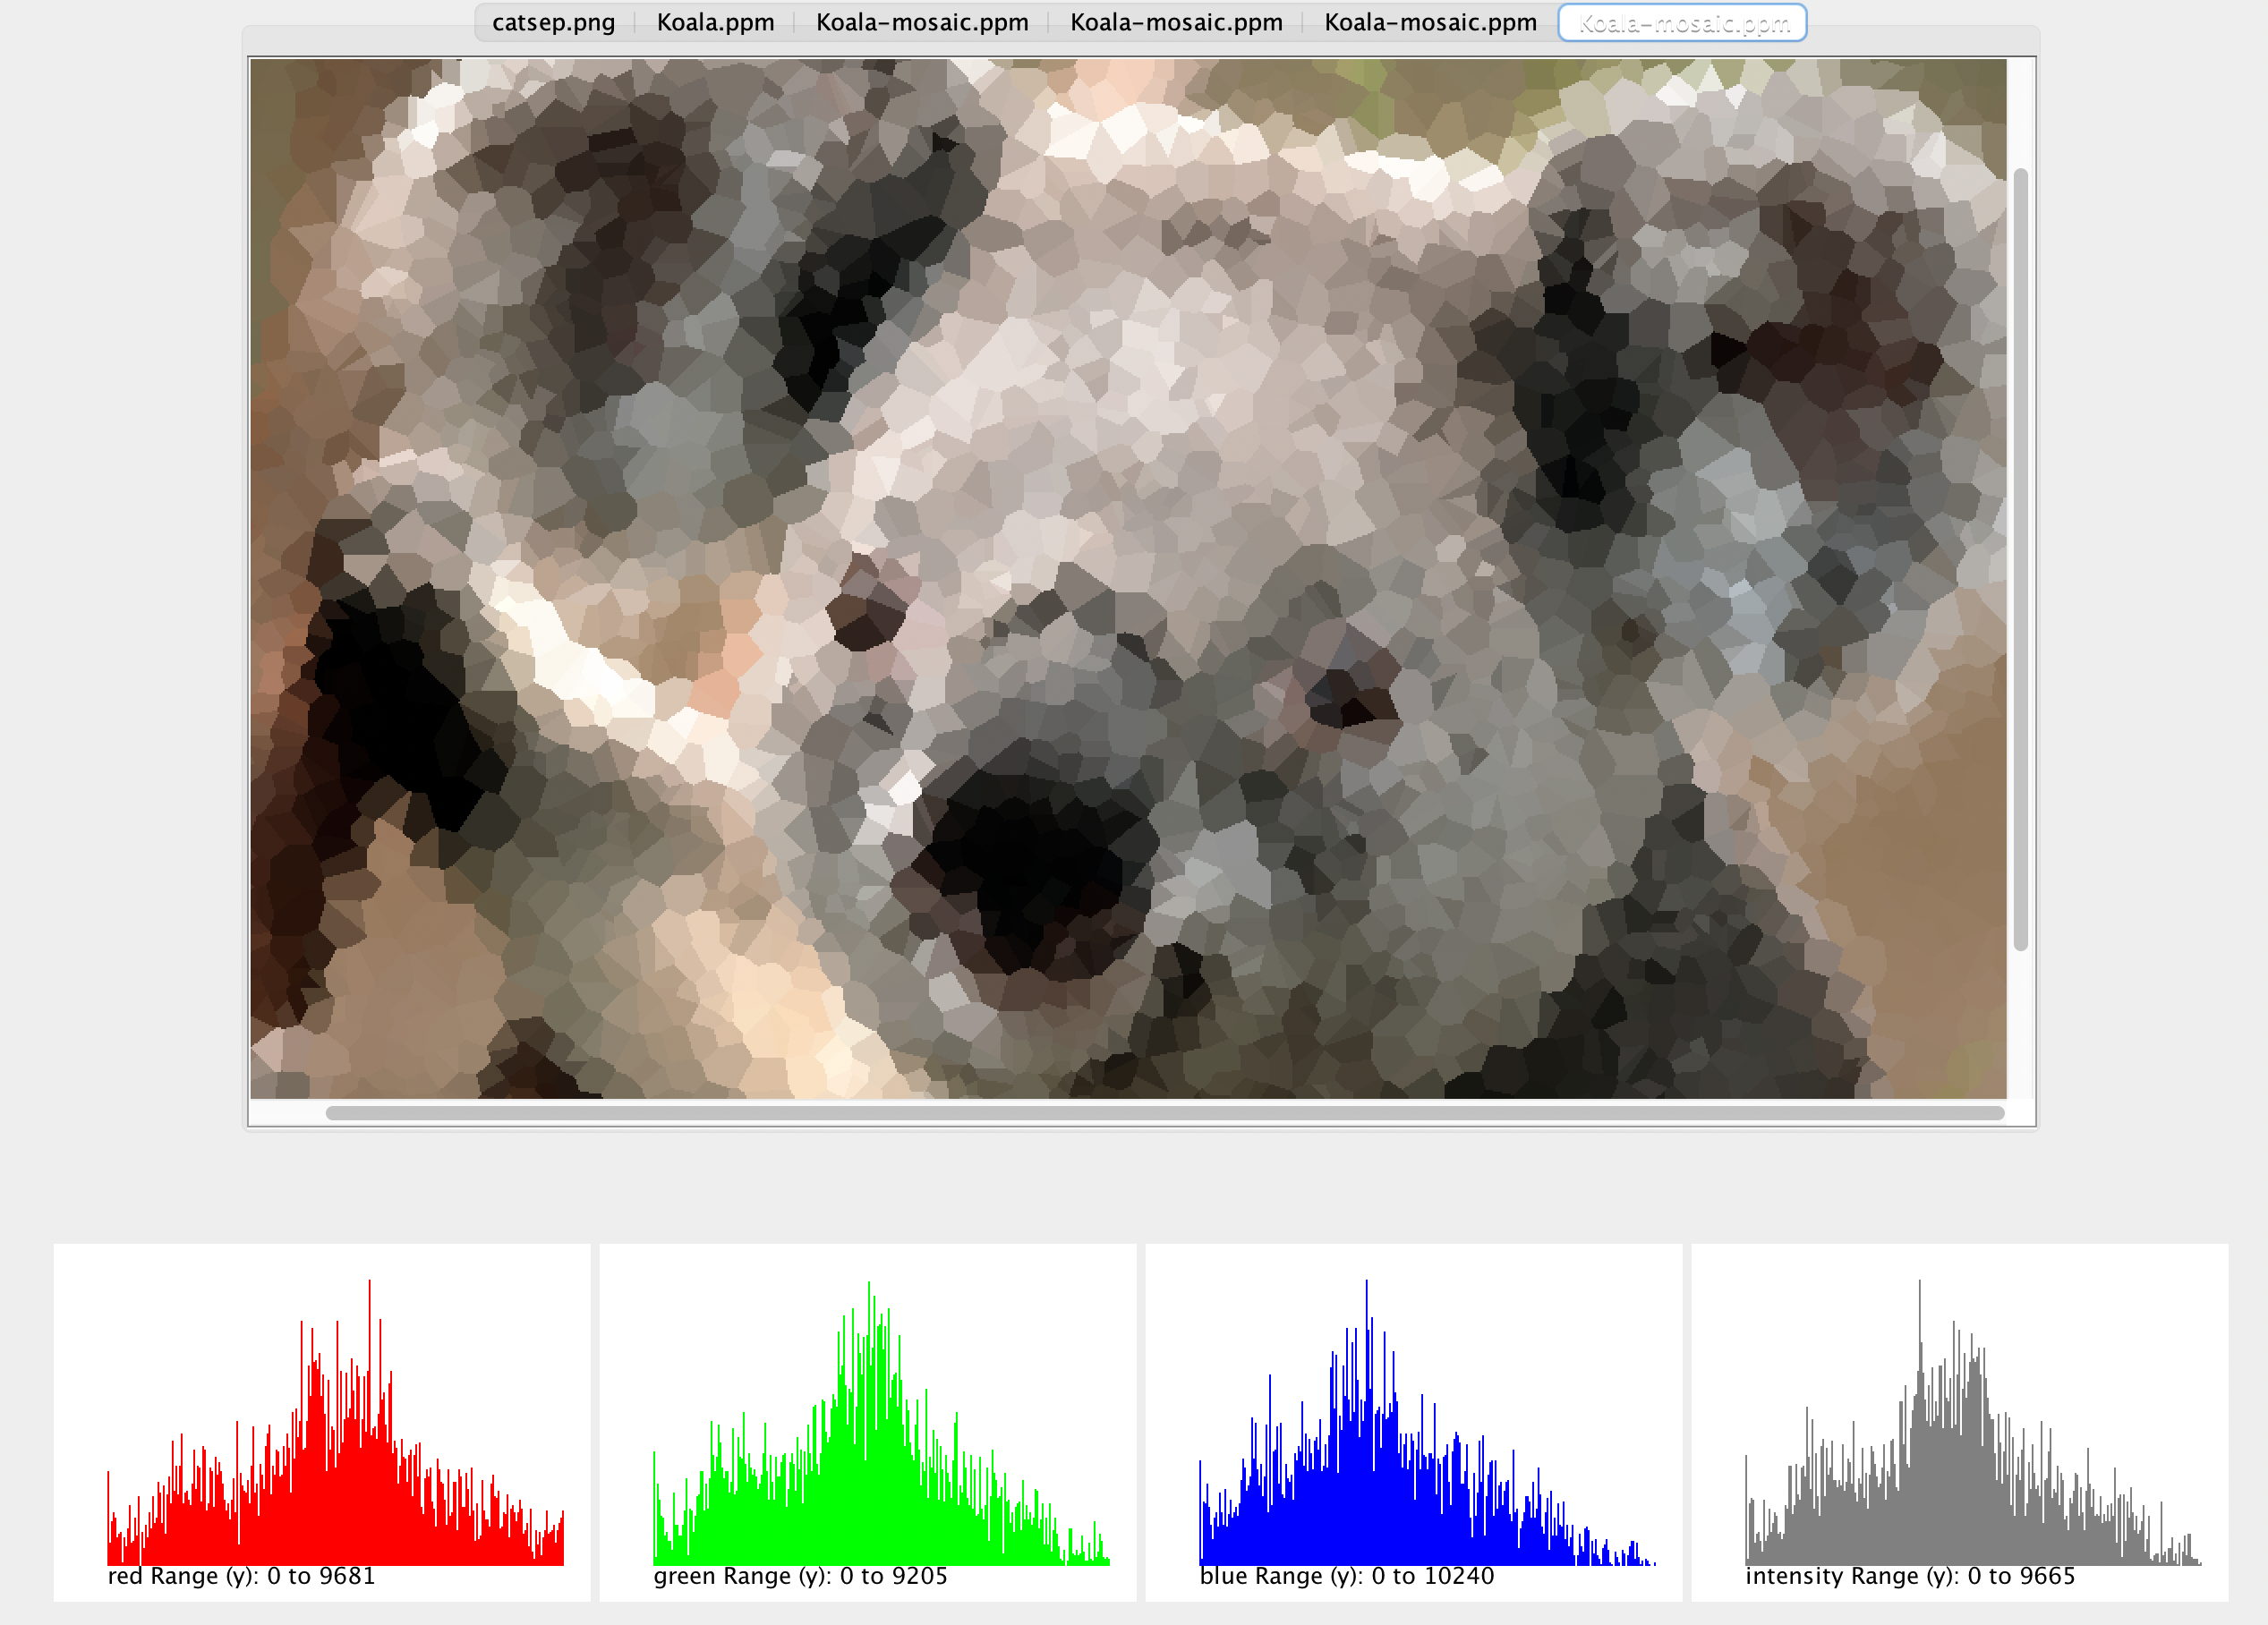 catsep.png Koala.ppm Koala-mosaic.ppm Koala-mosaic.ppm Koala-mosaic.ppm Koala-mosaic.ppm
red Range (y): 0 to 9681
green Range (y): 0 to 9205
blue Range (y): 0 to 10240
intensity Range (y): 0 to 9665